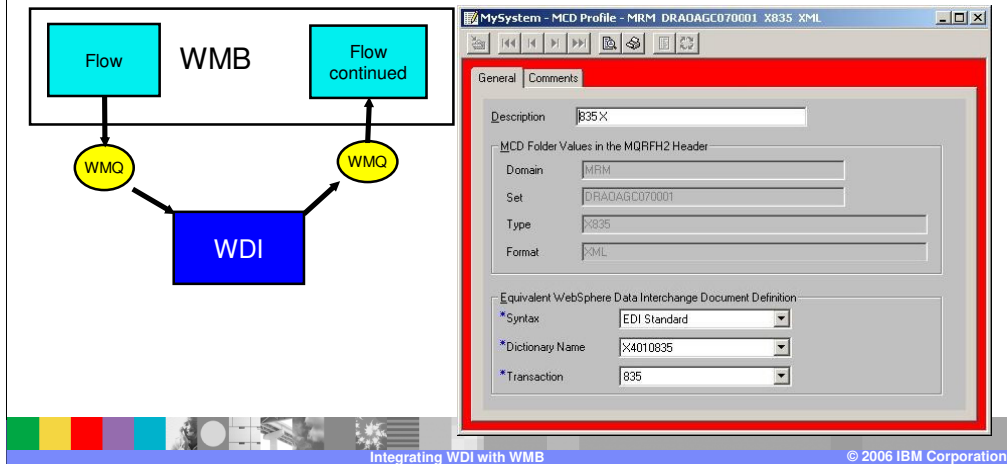 Flow
WMB
Flow
continued
WMQ
WMQ
WDI
MySystem - MCD Profile - MRM DRAOAGC070001 X835 XML
General
Comments
Description
835 X
MCD Folder Values in the MQRFH2 Header
Domain
MRM
Set
DRAOAGC070001
Type
X835
Format
XML
Equivalent WebSphere Data Interchange Document Definition
*Syntax
EDI Standard
*Dictionary Name
X4010835
*Transaction
835
Integrating WDI with WMB
© 2006 IBM Corporation